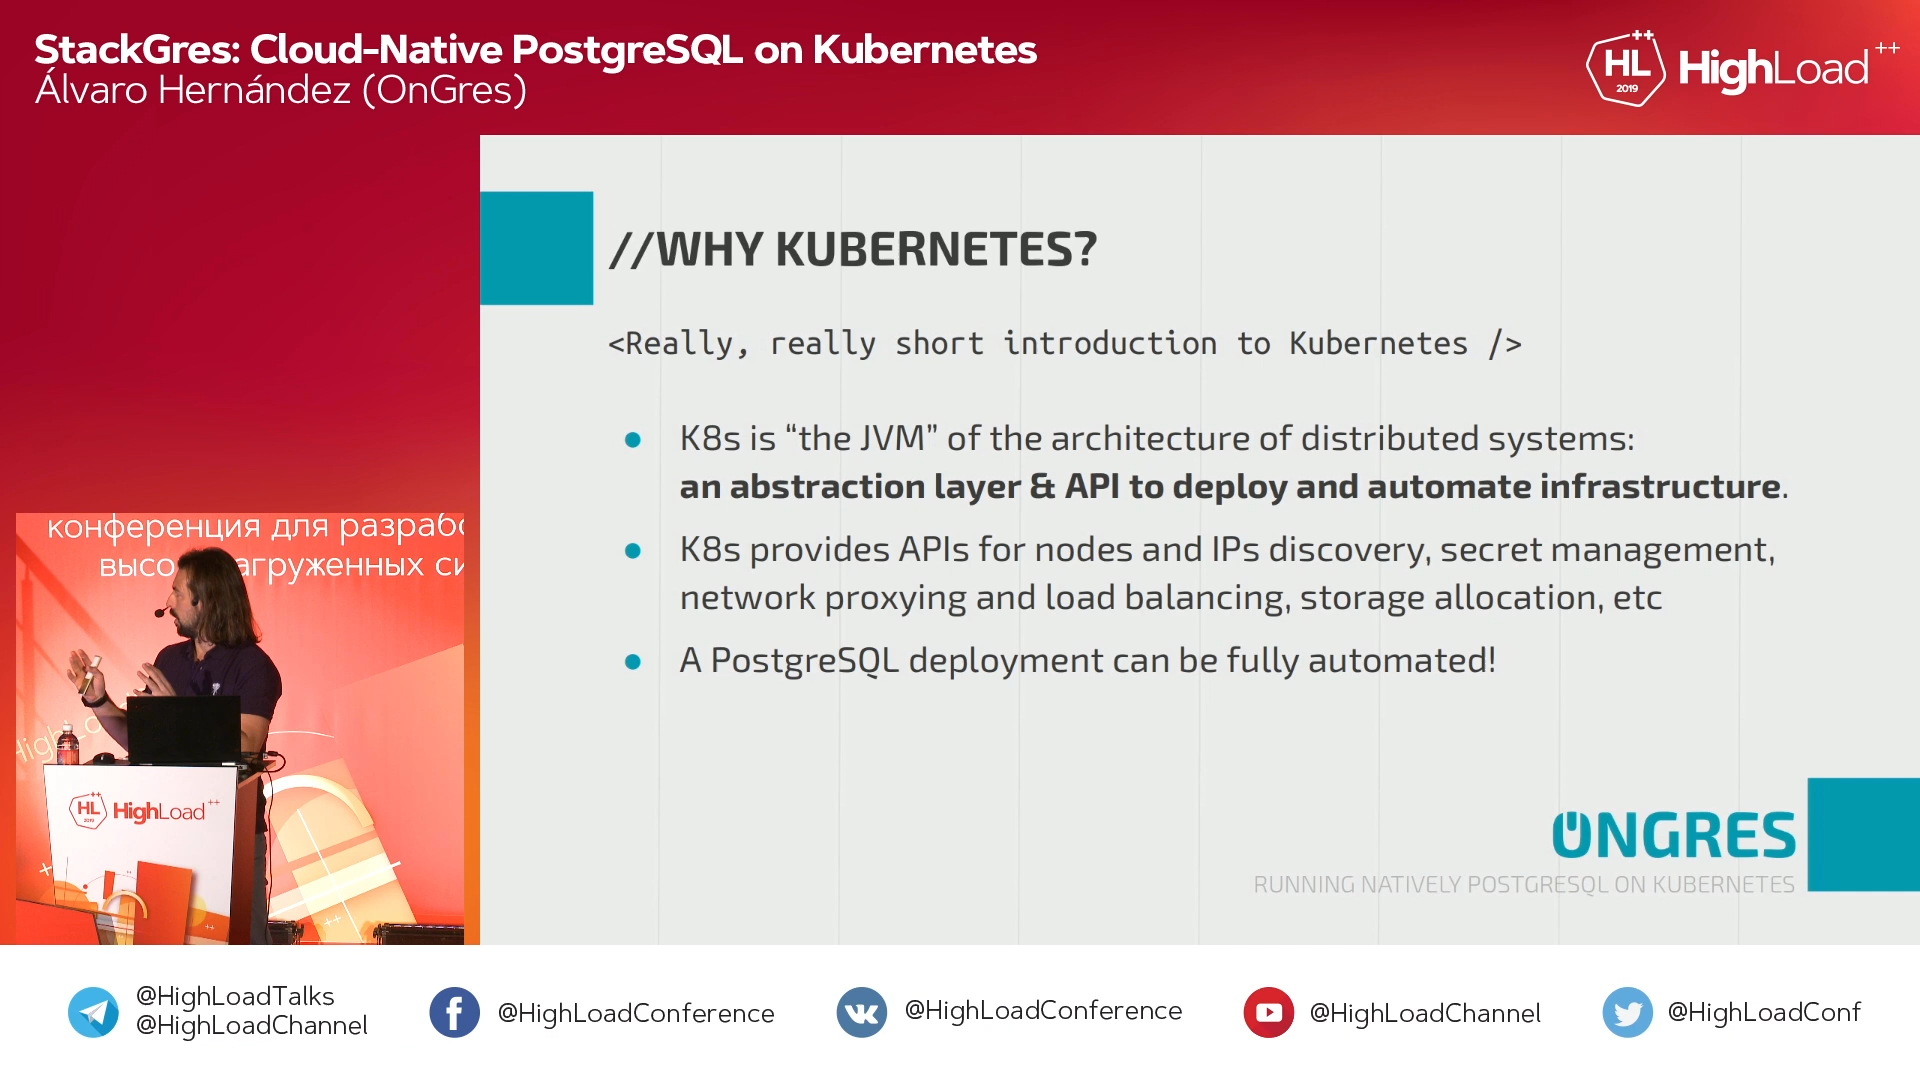 StackGres: Cloud-Native PostgreSQL on Kubernetes
Álvaro Hernández (OnGres)
HL
2019
HighLoad++
//WHY KUBERNETES?
<Really, really short introduction to Kubernetes />
● K8s is “the JVM” of the architecture of distributed systems:
an abstraction layer & API to deploy and automate infrastructure.
● K8s provides APIs for nodes and IPs discovery, secret management,
network proxying and load balancing, storage allocation, etc
● A PostgreSQL deployment can be fully automated!
ONGRES
RUNNING NATIVELY POSTGRESQL ON KUBERNETES
конференция для
HL
2019
HighLoad++
@HighLoadTalks
@HighLoadChannel
@HighLoadConference
@HighLoadConference
@HighLoadChannel
@HighLoadConf